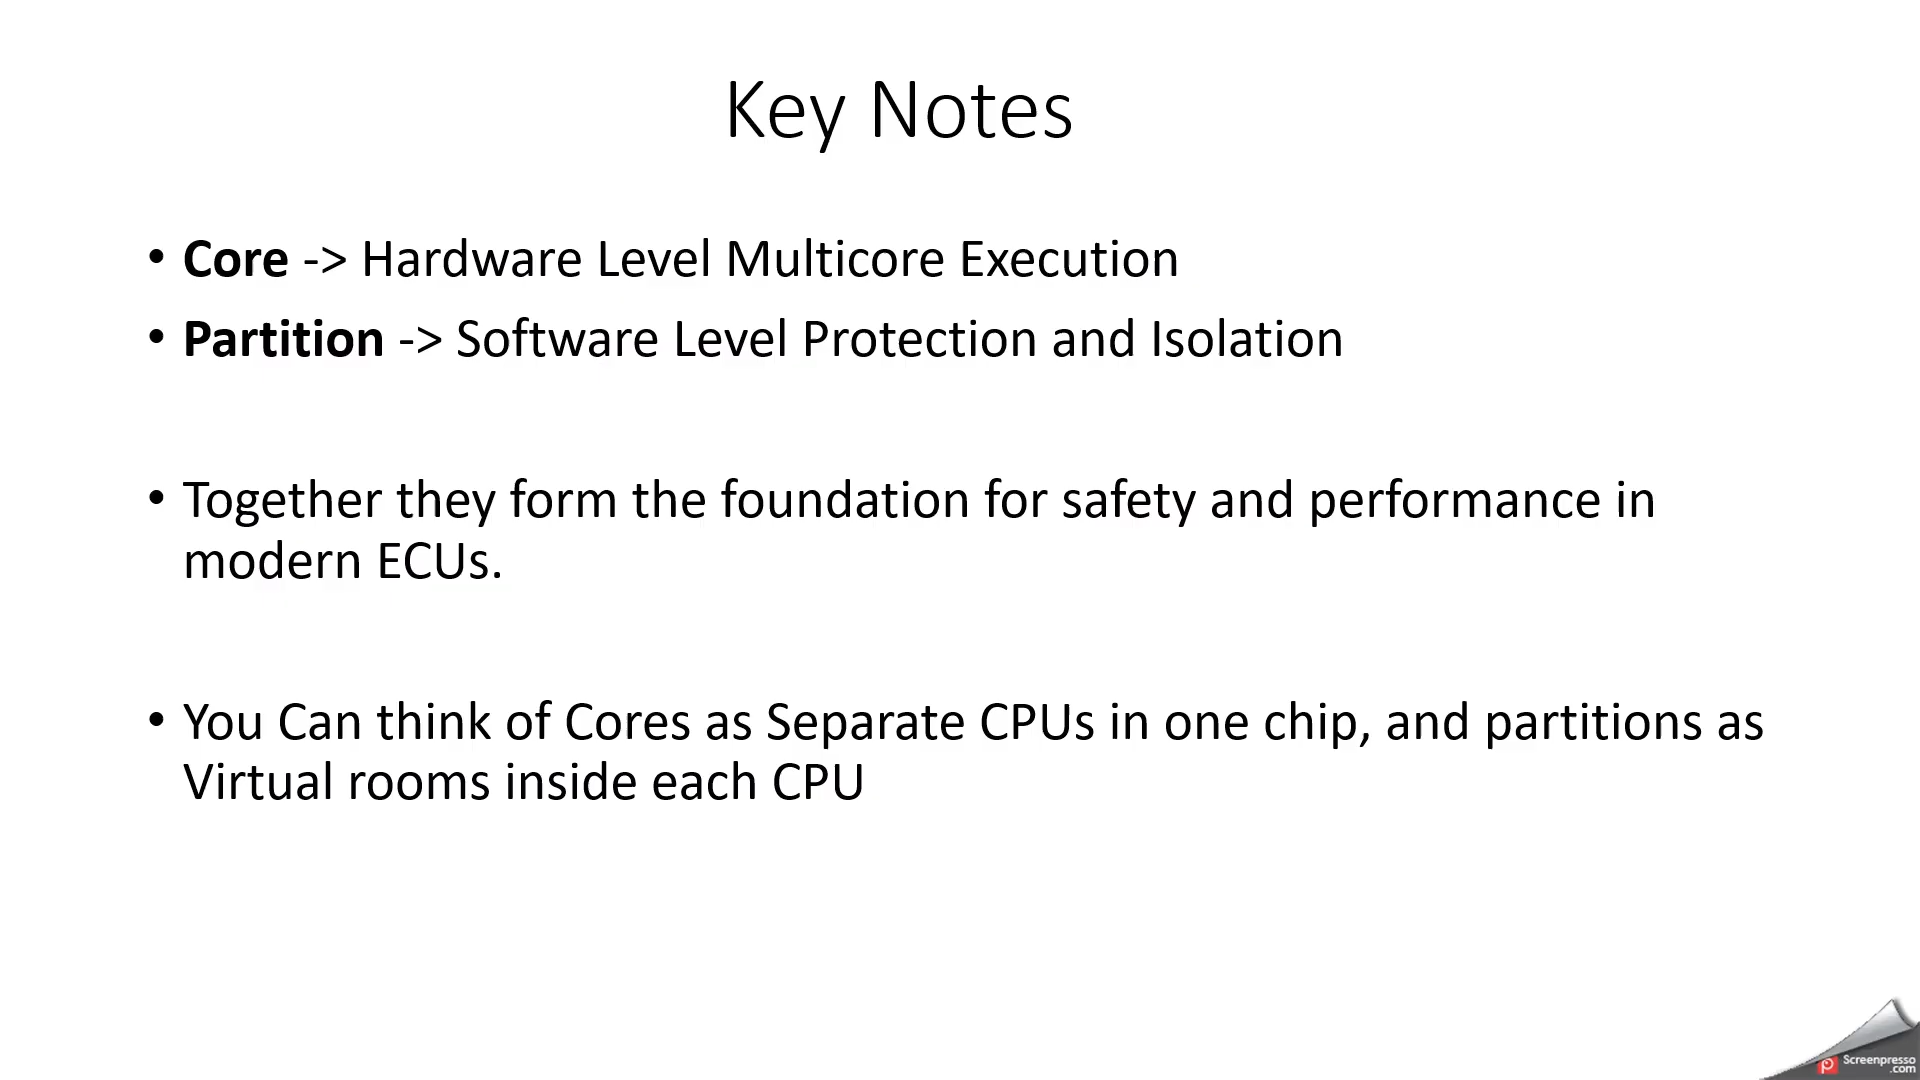 Key Notes
• Core -> Hardware Level Multicore Execution
• Partition -> Software Level Protection and Isolation
• Together they form the foundation for safety and performance in
modern ECUs.
• You Can think of Cores as Separate CPUs in one chip, and partitions as
Virtual rooms inside each CPU
Screenpresso
.com